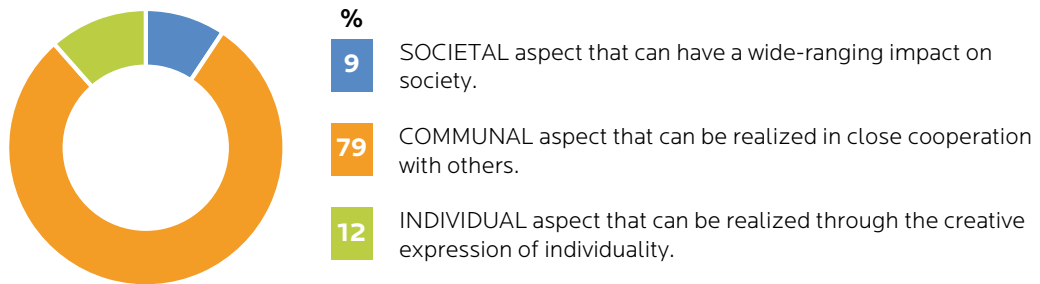 %
9
SOCIETAL aspect that can have a wide-ranging impact on
society.
79
COMMUNAL aspect that can be realized in close cooperation
with others.
12
INDIVIDUAL aspect that can be realized through the creative
expression of individuality.